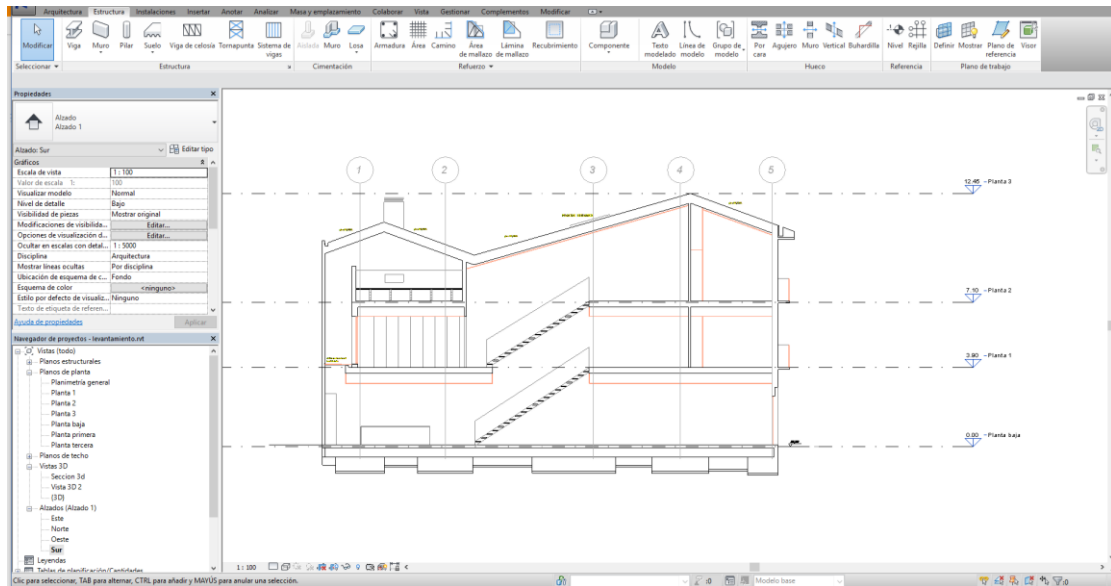 Arquitectura Estructura Instalaciones Insertar Anotar Analizar Masa y emplazamiento Colaborar Vista Gestionar Complementos Modificar
Modificar Viga Muro Pilar Suelo Viga de celosía Tornapunta Sistema de vigas Aislada Muro Losa Armadura Área Camino Área de mallazo Lámina de mallazo Recubrimiento Componente Texto modelado Línea de modelo Grupo de modelo Por cara Agujero Muro Vertical Buhardilla Nivel Rejilla Definir Mostrar Plano de referencia Visor
Seleccionar Estructura Cimentación Refuerzo Modelo Hueco Referencia Plano de trabajo
Propiedades
Alzado
Alzado 1
Alzado: Sur Editar tipo
Gráficos
Escala de vista 1 : 100
Valor de escala 1: 100
Visualizar modelo Normal
Nivel de detalle Bajo
Visibilidad de piezas Mostrar original
Modificaciones de visibilida... Editar...
Opciones de visualización d... Editar...
Ocultar en escalas con detal... 1 : 5000
Disciplina Arquitectura
Mostrar líneas ocultas Por disciplina
Ubicación de esquema de c... Fondo
Esquema de color <ninguno>
Estilo por defecto de visualiz... Ninguno
Texto de etiqueta de referen...
Ayuda de propiedades Aplicar
Navegador de proyectos - levantamiento.rvt
Vistas (todo)
Planos estructurales
Planos de planta
Planimetría general
Planta 1
Planta 2
Planta 3
Planta baja
Planta primera
Planta tercera
Planos de techo
Vistas 3D
Seccion 3d
Vista 3D 2
{3D}
Alzados (Alzado 1)
Este
Norte
Oeste
Sur
Leyendas
Tablas de planificación/Cantidades
1 2 3 4 5
12.45 - Planta 3
7.10 - Planta 2
3.90 - Planta 1
0.00 - Planta baja
1 : 100
Clic para seleccionar, TAB para alternar, CTRL para añadir y MAYÚS para anular una selección. :0 Modelo base :0